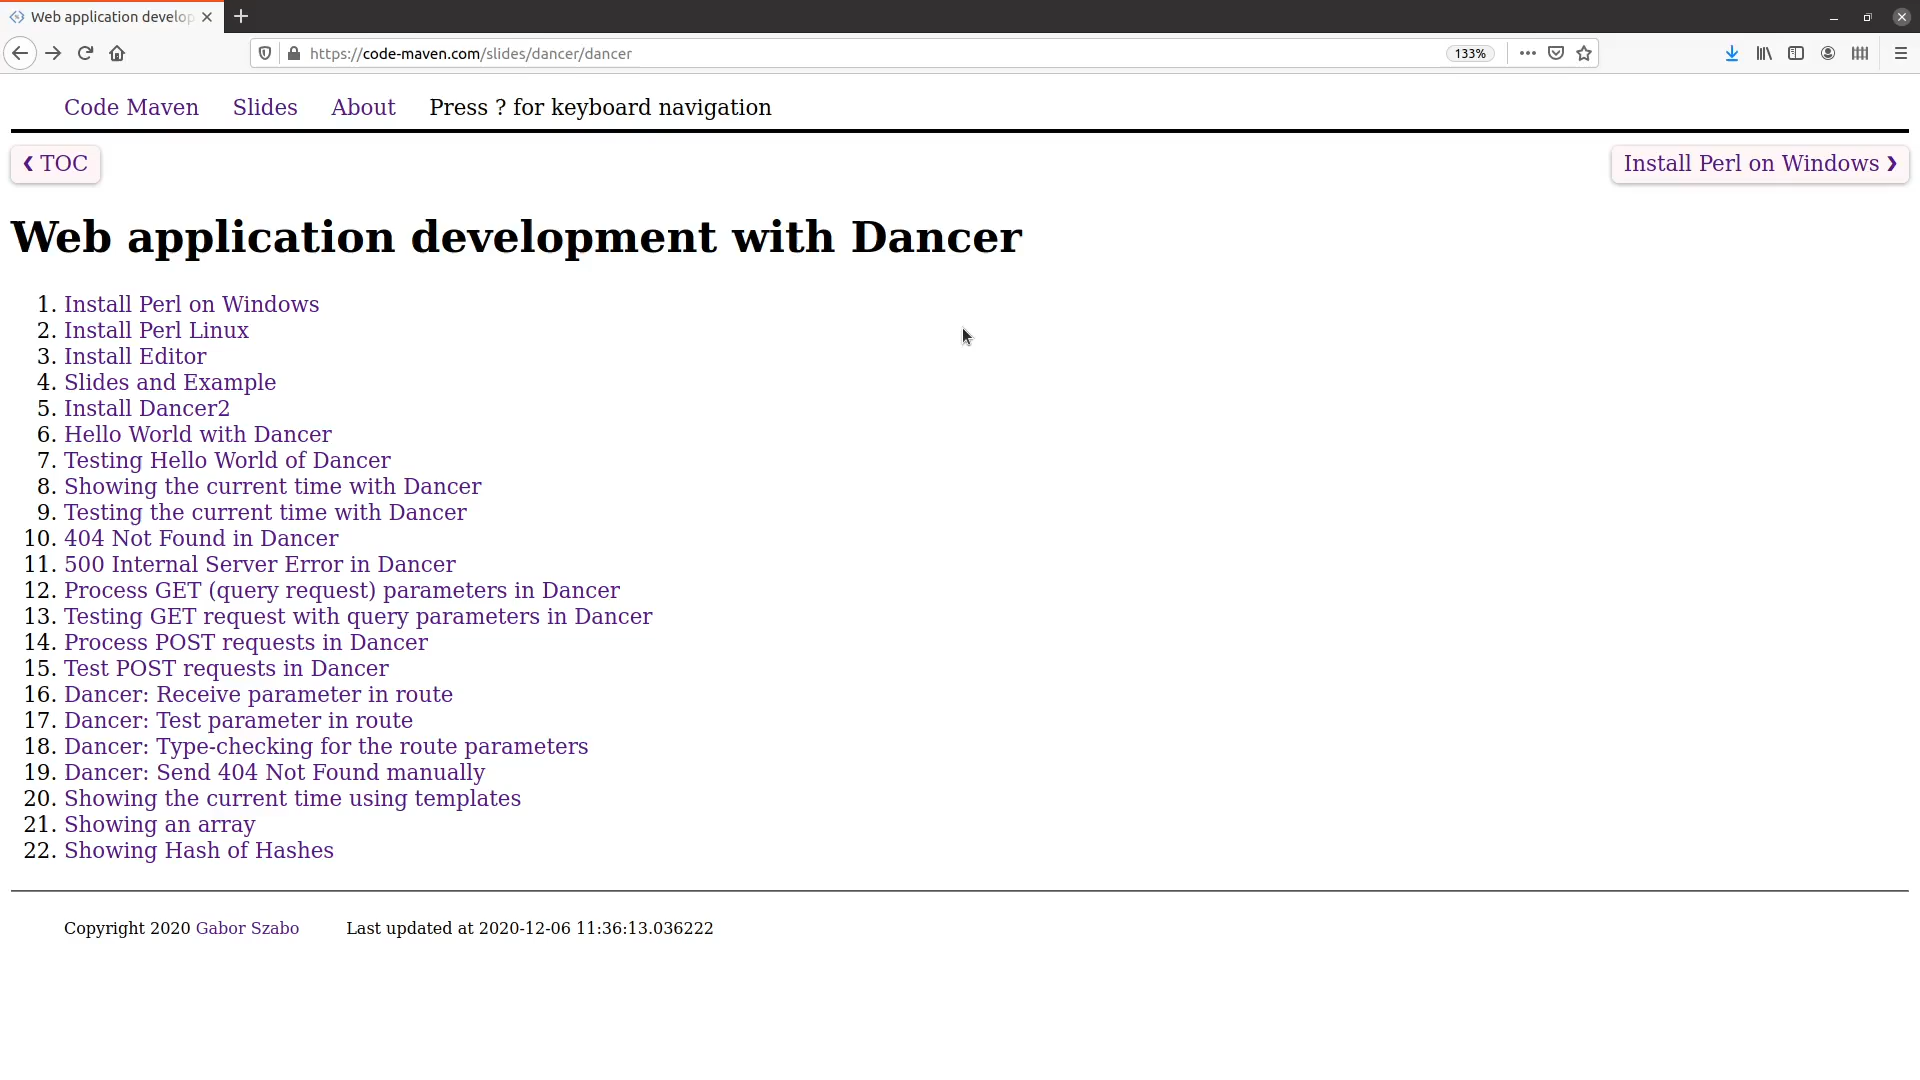 Web application develop
https://code-maven.com/slides/dancer/dancer
133%
Code Maven Slides About Press ? for keyboard navigation
❮ TOC
Install Perl on Windows ❯
Web application development with Dancer
1. Install Perl on Windows
2. Install Perl Linux
3. Install Editor
4. Slides and Example
5. Install Dancer2
6. Hello World with Dancer
7. Testing Hello World of Dancer
8. Showing the current time with Dancer
9. Testing the current time with Dancer
10. 404 Not Found in Dancer
11. 500 Internal Server Error in Dancer
12. Process GET (query request) parameters in Dancer
13. Testing GET request with query parameters in Dancer
14. Process POST requests in Dancer
15. Test POST requests in Dancer
16. Dancer: Receive parameter in route
17. Dancer: Test parameter in route
18. Dancer: Type-checking for the route parameters
19. Dancer: Send 404 Not Found manually
20. Showing the current time using templates
21. Showing an array
22. Showing Hash of Hashes
Copyright 2020 Gabor Szabo Last updated at 2020-12-06 11:36:13.036222